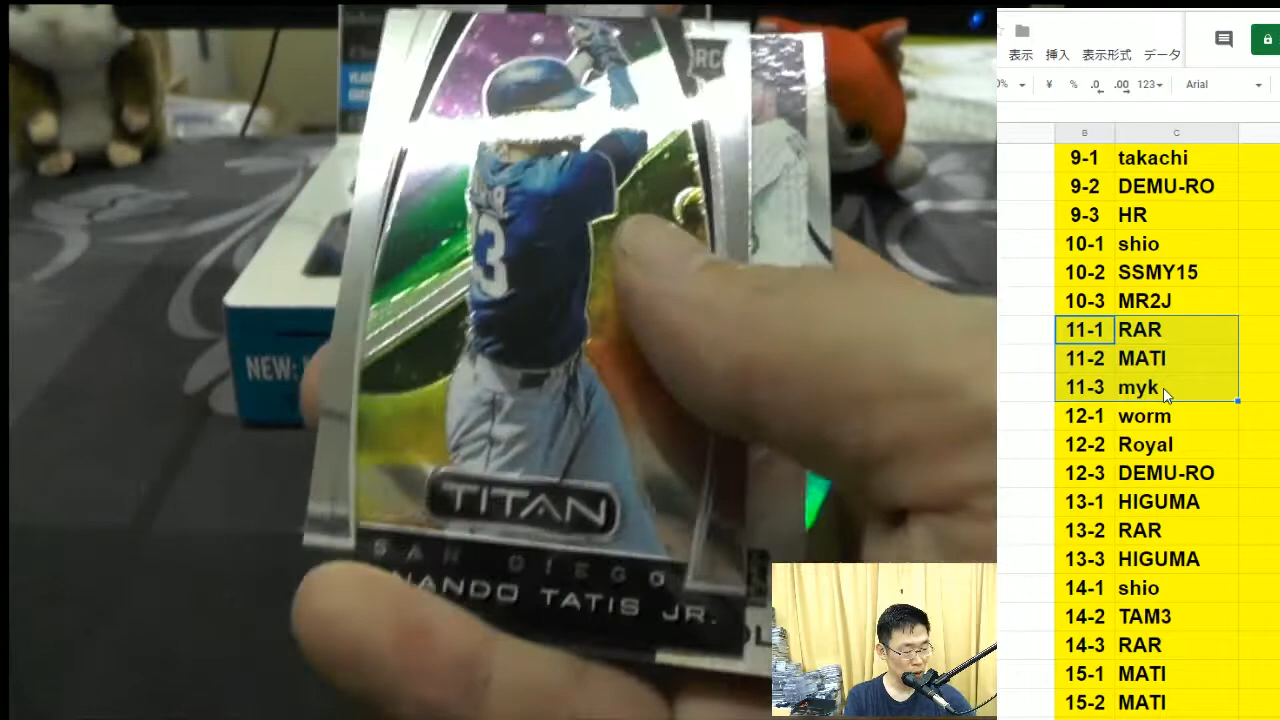 RC
3
NEW:
TITAN
SAN DIEGO
NANDO TATIS JR.
表示 挿入 表示形式 データ
¥ % .0 .00 123 Arial
B C
9-1 takachi
9-2 DEMU-RO
9-3 HR
10-1 shio
10-2 SSMY15
10-3 MR2J
11-1 RAR
11-2 MATI
11-3 myk
12-1 worm
12-2 Royal
12-3 DEMU-RO
13-1 HIGUMA
13-2 RAR
13-3 HIGUMA
14-1 shio
14-2 TAM3
14-3 RAR
15-1 MATI
15-2 MATI